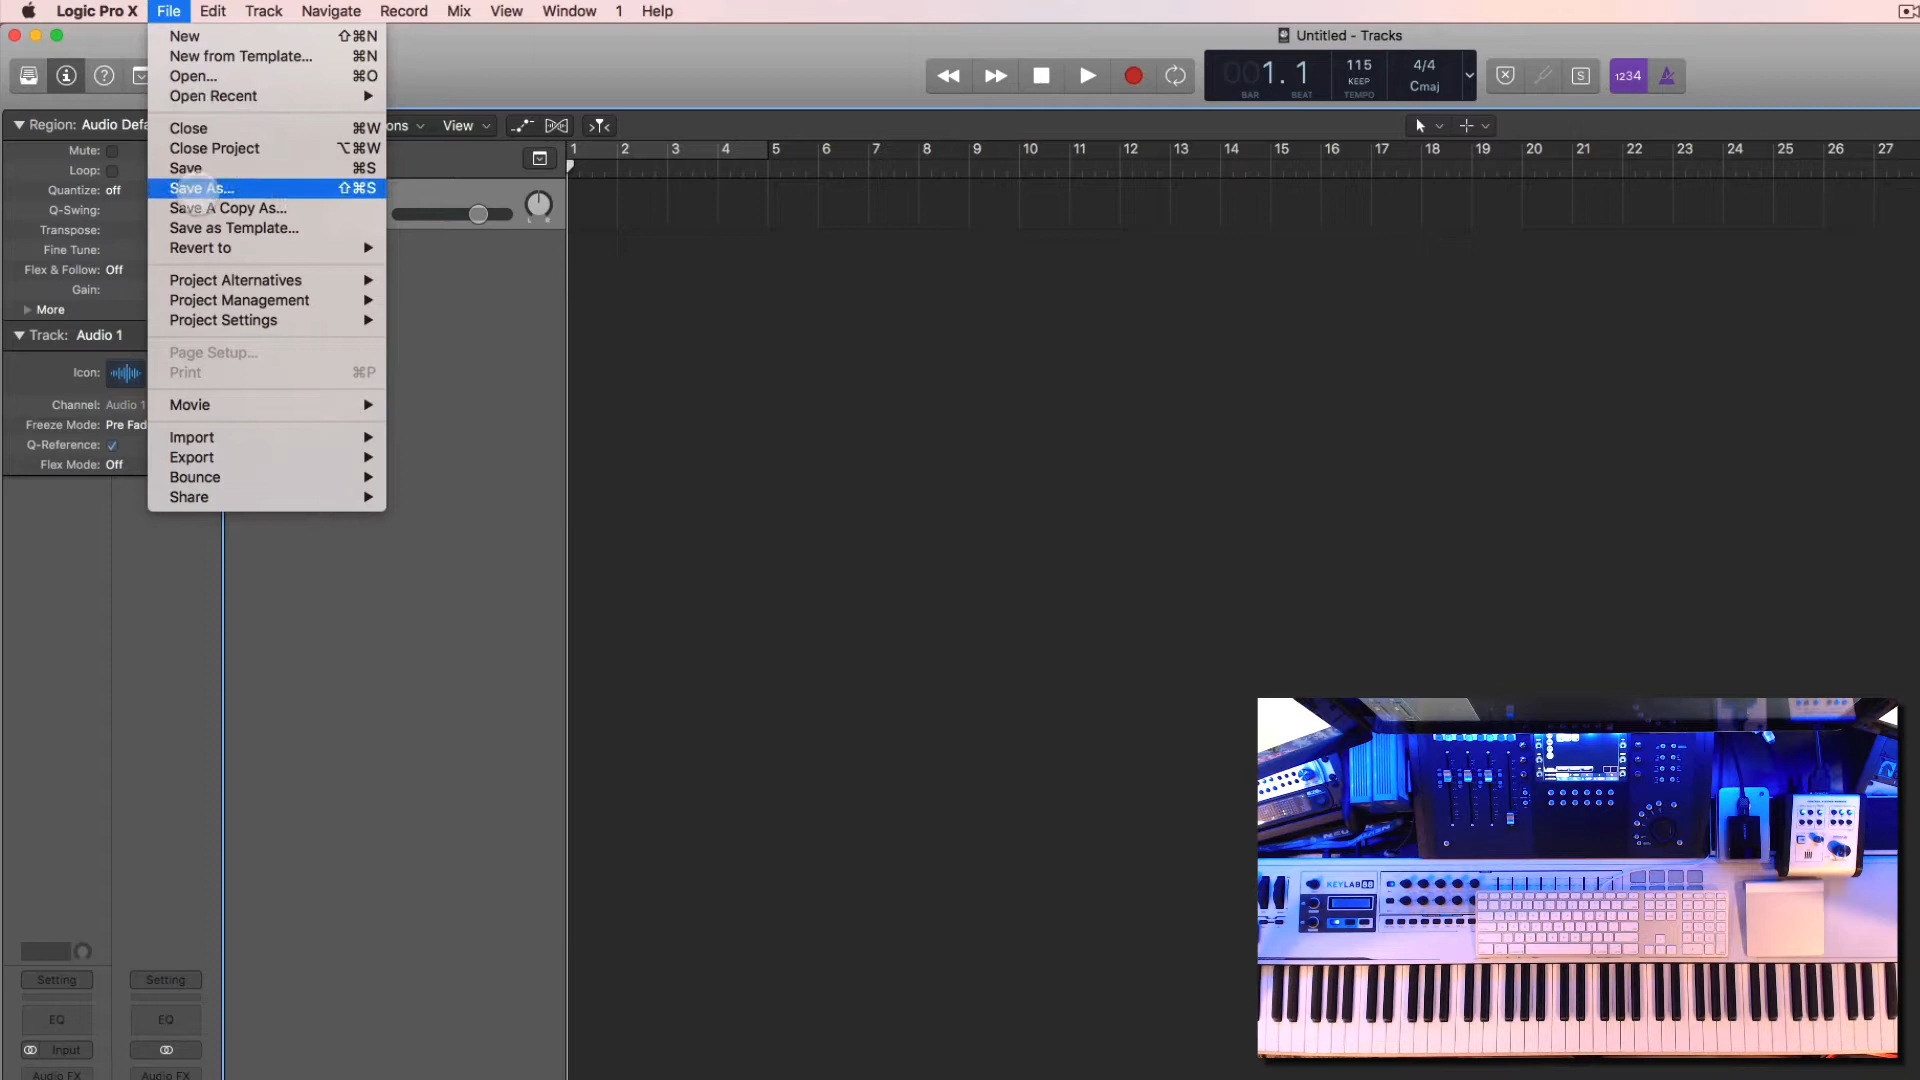 Logic Pro X File Edit Track Navigate Record Mix View Window 1 Help
Untitled - Tracks
New ⇧⌘N
New from Template... ⌘N
Open... ⌘O
Open Recent
Close ⌘W
Close Project ⌥⌘W
Save ⌘S
Save As... ⇧⌘S
Save A Copy As...
Save as Template...
Revert to
Project Alternatives
Project Management
Project Settings
Page Setup...
Print ⌘P
Movie
Import
Export
Bounce
Share
001. 1
BAR BEAT
115
KEEP
TEMPO
4/4
Cmaj
S
1234
Region: Audio Defa
Mute:
Loop:
Quantize: off
Q-Swing:
Transpose:
Fine Tune:
Flex & Follow: Off
Gain:
More
Track: Audio 1
Icon:
Channel: Audio 1
Freeze Mode: Pre Fad
Q-Reference:
Flex Mode: Off
ons View
L R
1 2 3 4 5 6 7 8 9 10 11 12 13 14 15 16 17 18 19 20 21 22 23 24 25 26 27
Setting Setting
EQ EQ
Input
Audio FX Audio FX
KEYLAB 88